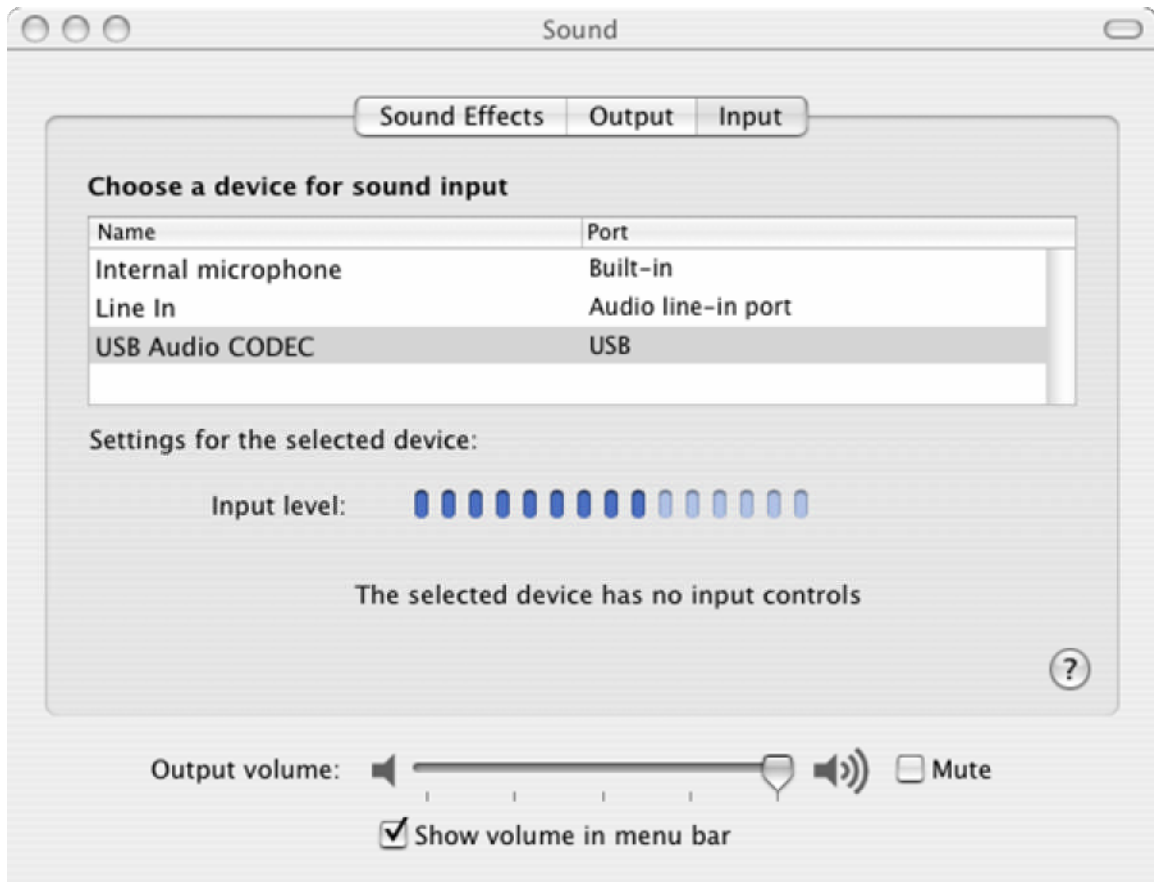 Sound
Sound Effects Output Input
Choose a device for sound input
Name Port
Internal microphone Built-in
Line In Audio line-in port
USB Audio CODEC USB
Settings for the selected device:
Input level:
The selected device has no input controls
?
Output volume: Mute
Show volume in menu bar